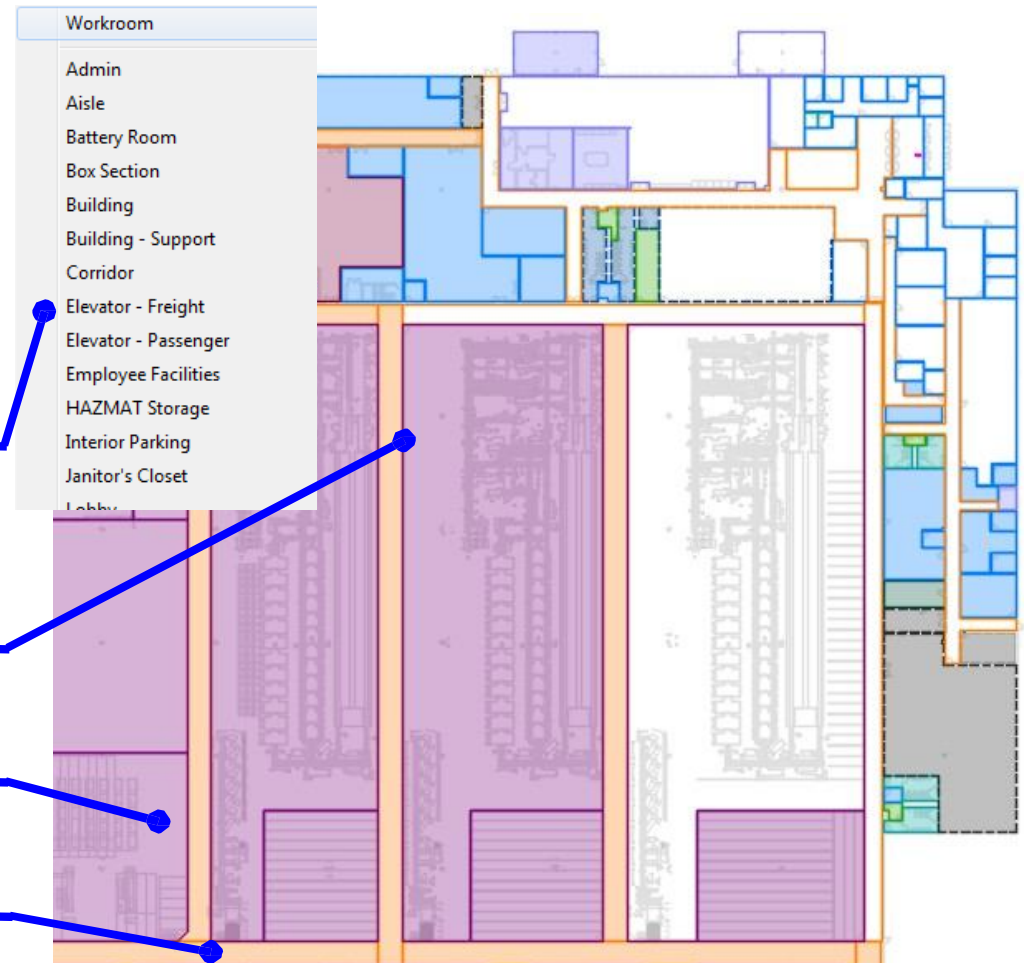 Workroom
Admin
Aisle
Battery Room
Box Section
Building
Building - Support
Corridor
Elevator - Freight
Elevator - Passenger
Employee Facilities
HAZMAT Storage
Interior Parking
Janitor's Closet
Lobby